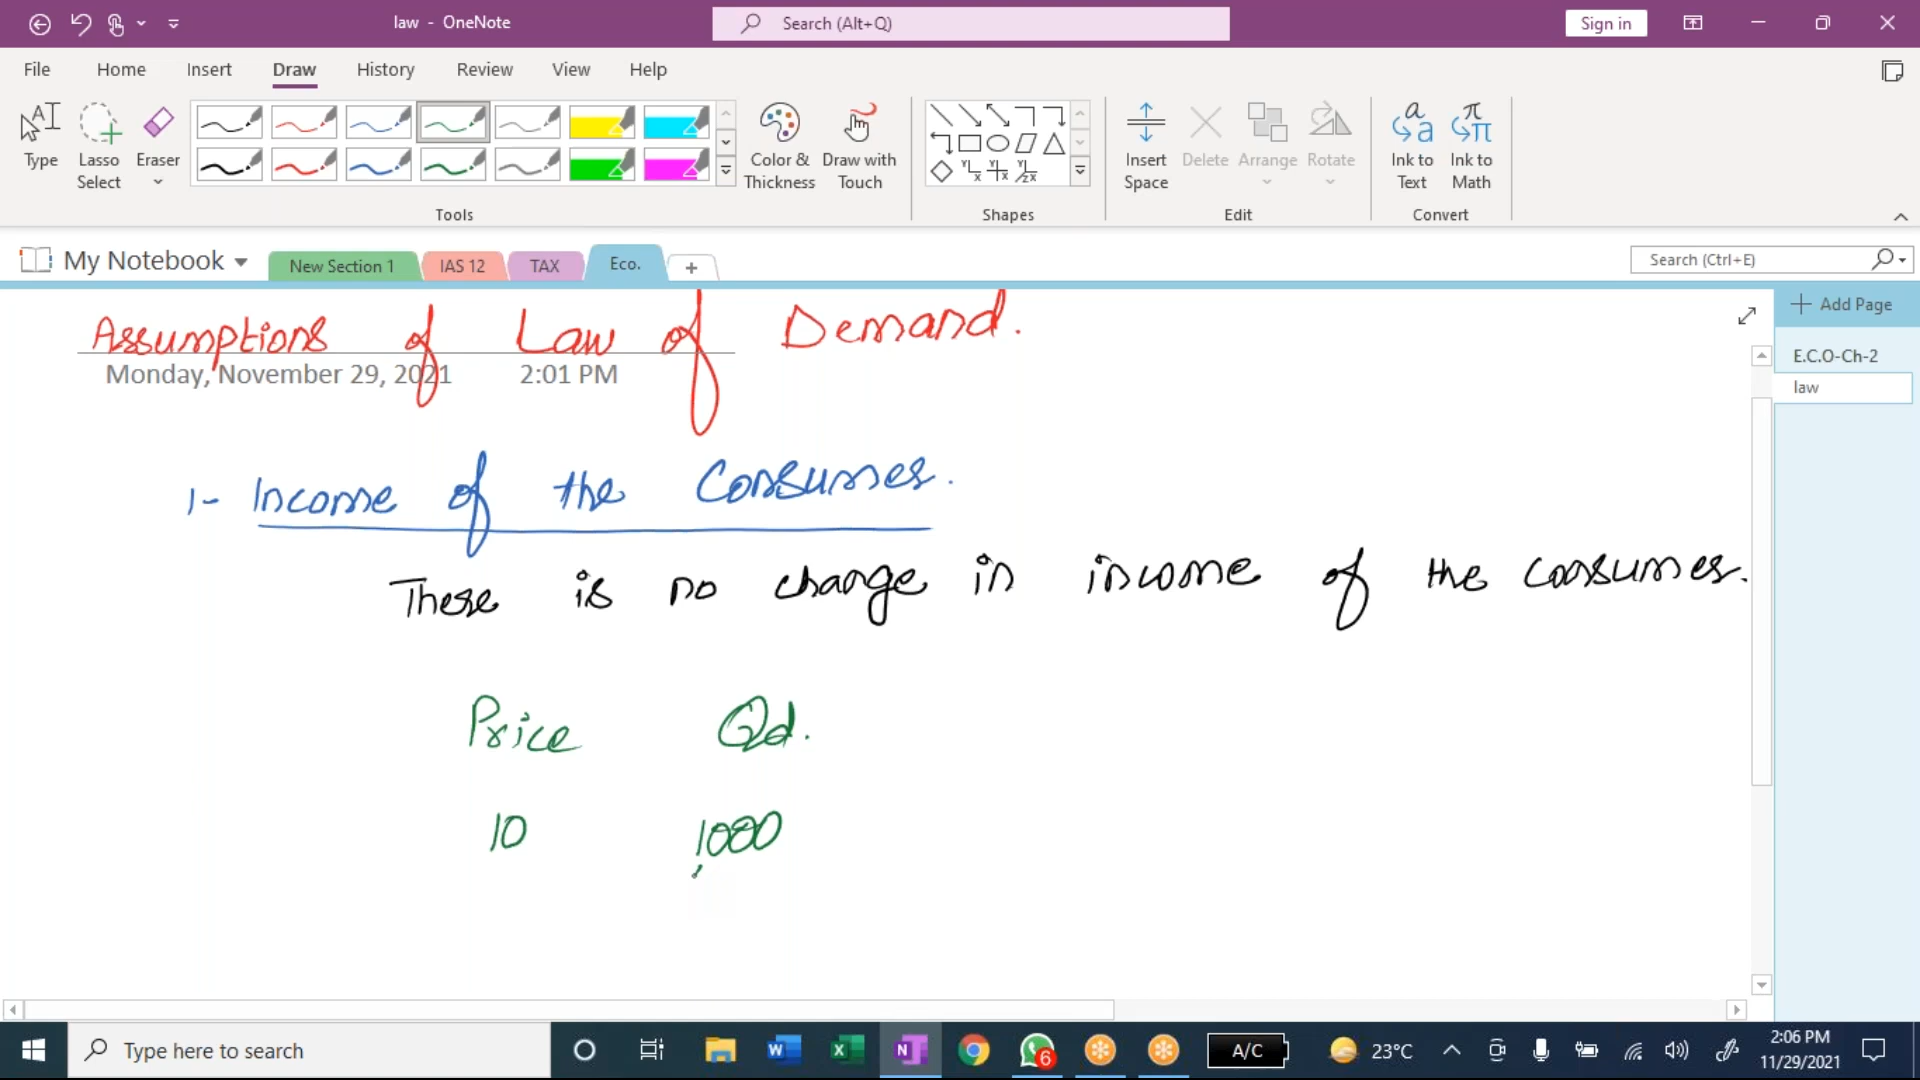 law - OneNote
Search (Alt+Q)
Sign in
File Home Insert Draw History Review View Help
Type
Lasso Select
Eraser
Color & Thickness
Draw with Touch
Insert Space
Delete
Arrange
Rotate
Ink to Text
Ink to Math
Tools
Shapes
Edit
Convert
My Notebook
New Section 1
IAS 12
TAX
Eco.
Search (Ctrl+E)
Add Page
E.C.O-Ch-2
law
Assumptions of Law of Demand.
Monday, November 29, 2021 2:01 PM
1- Income of the Consumer.
There is no change in income of the consumer.
Price Qd.
10 1000
Type here to search
6
A/C
23°C
2:06 PM
11/29/2021